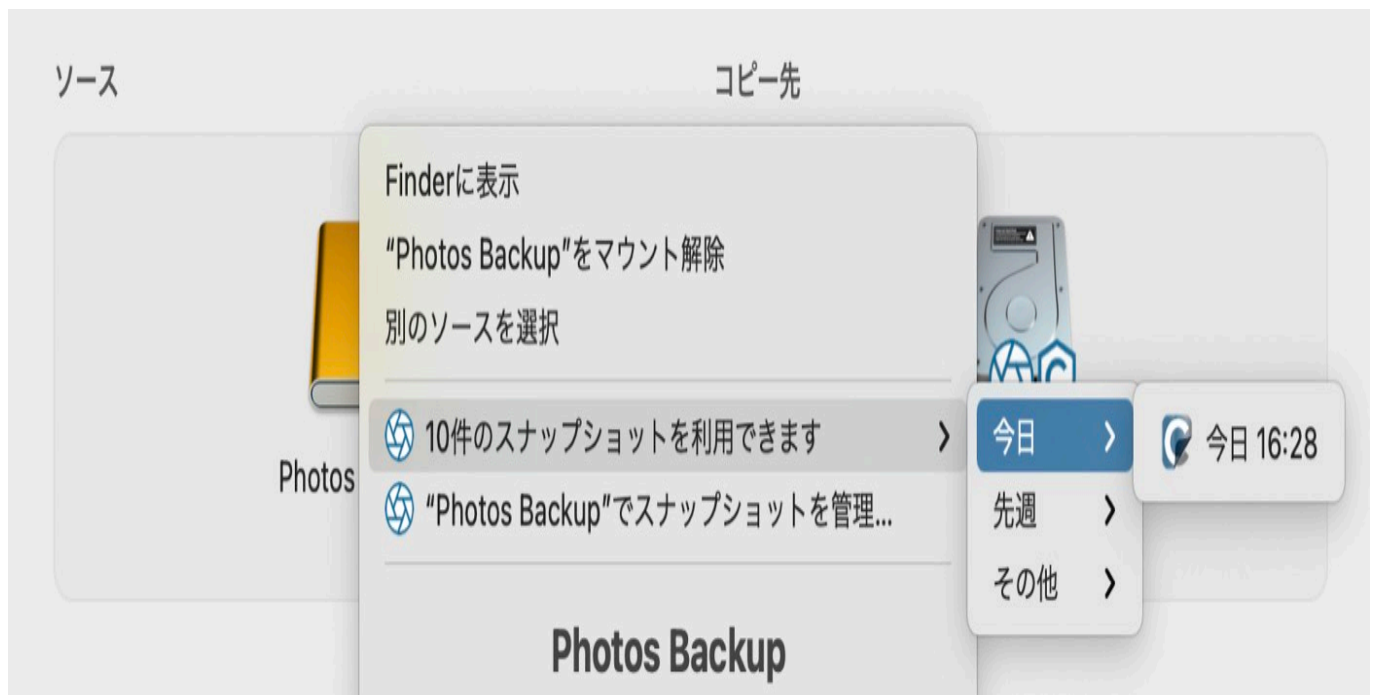 ソース
コピー先
Finderに表示
“Photos Backup”をマウント解除
別のソースを選択
10件のスナップショットを利用できます
今日
今日 16:28
Photos
“Photos Backup”でスナップショットを管理...
先週
その他
Photos Backup